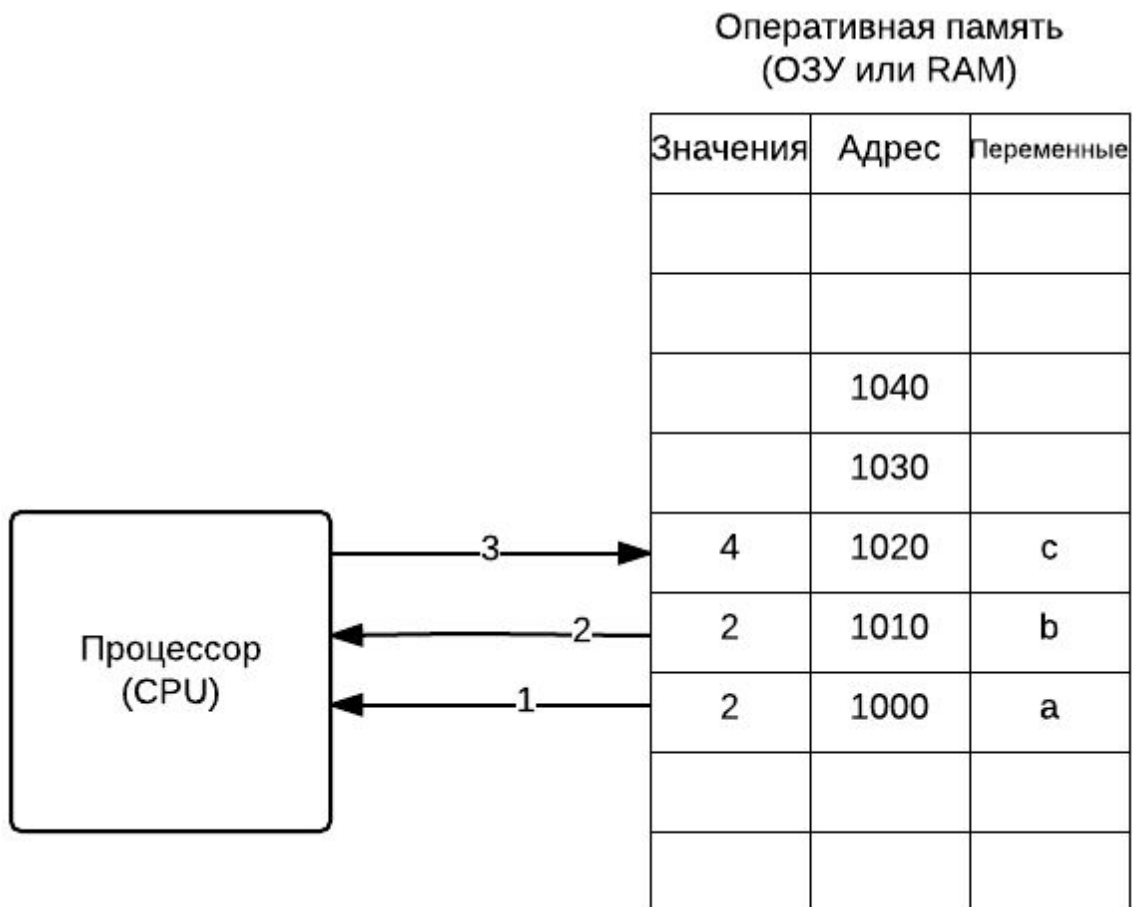 Оперативная память
(ОЗУ или RAM)
Значения Адрес Переменные
1040
1030
3 4 1020 c
2 2 1010 b
Процессор
(CPU)
1 2 1000 a